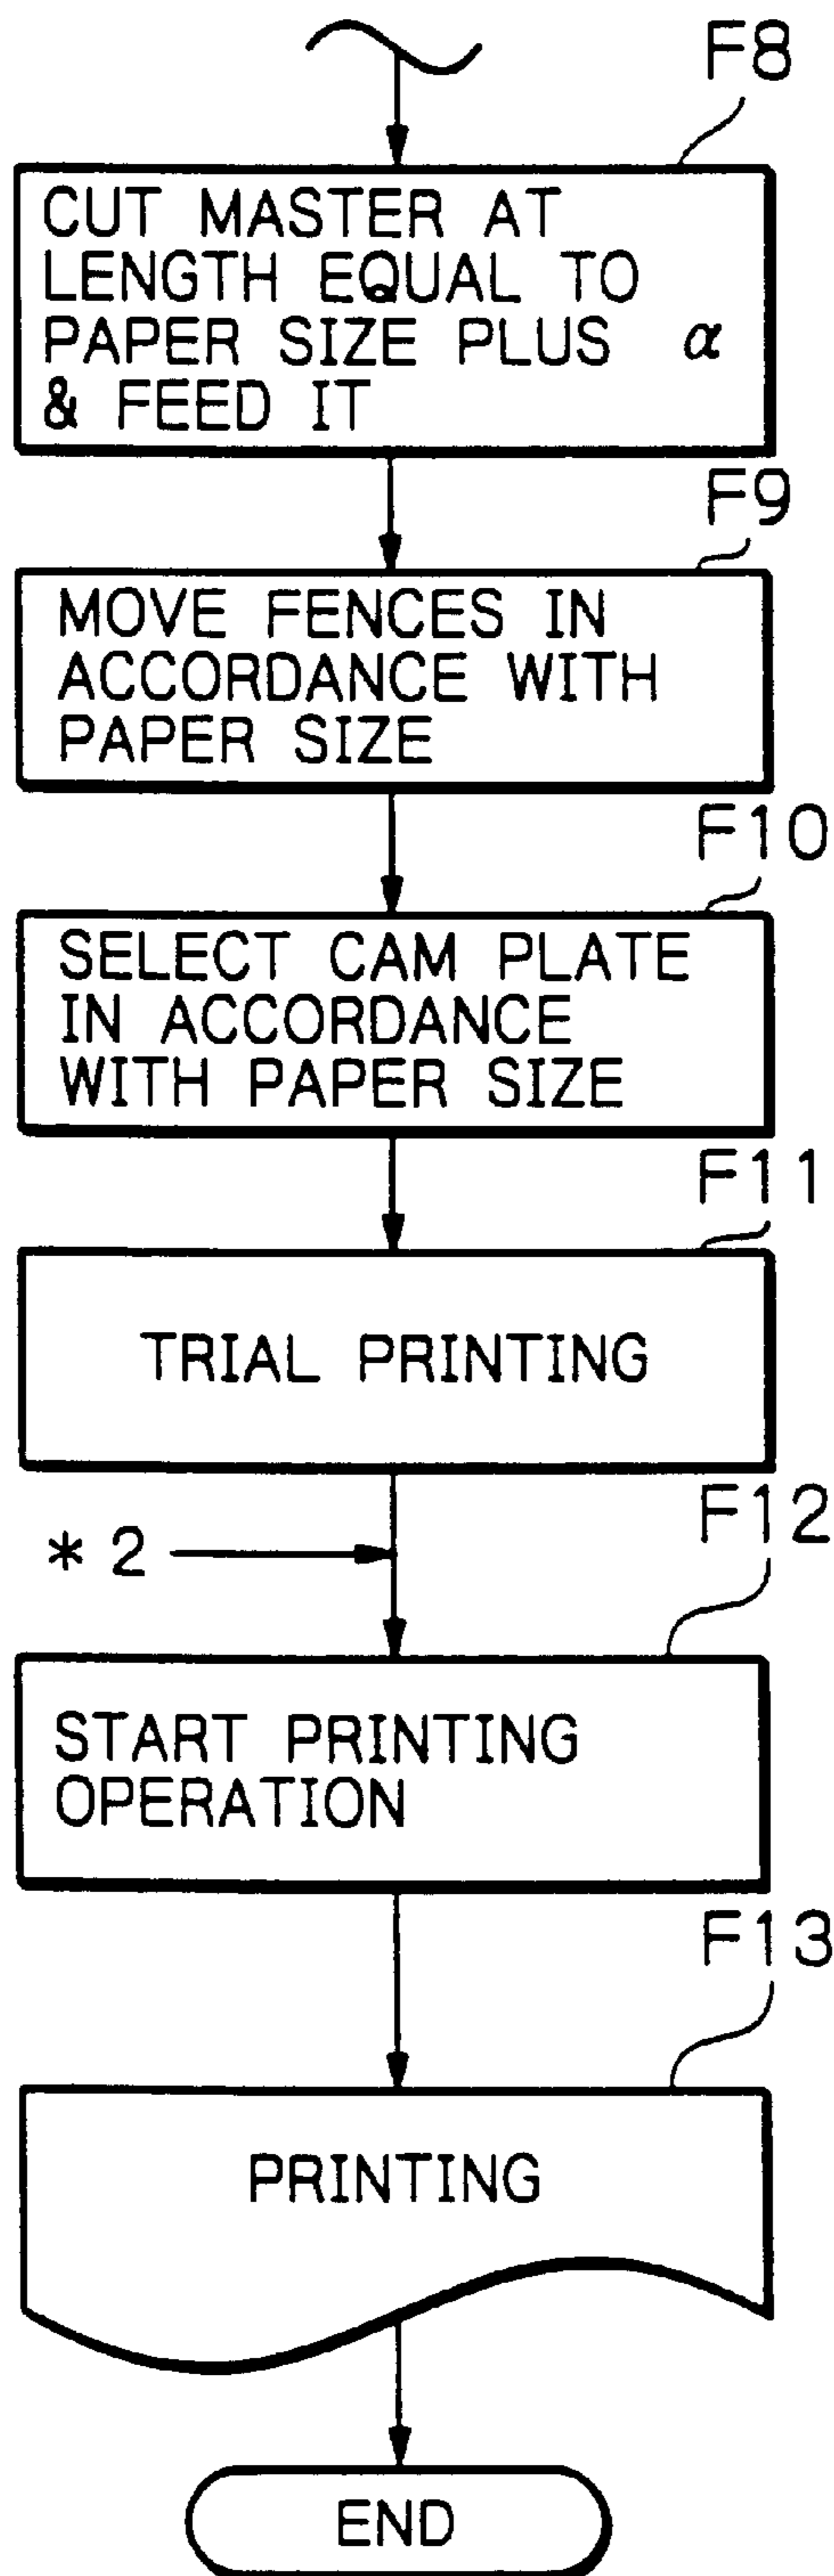 F8
CUT MASTER AT
LENGTH EQUAL TO
PAPER SIZE PLUS α
& FEED IT
F9
MOVE FENCES IN
ACCORDANCE WITH
PAPER SIZE
F10
SELECT CAM PLATE
IN ACCORDANCE
WITH PAPER SIZE
F11
TRIAL PRINTING
* 2
F12
START PRINTING
OPERATION
F13
PRINTING
END